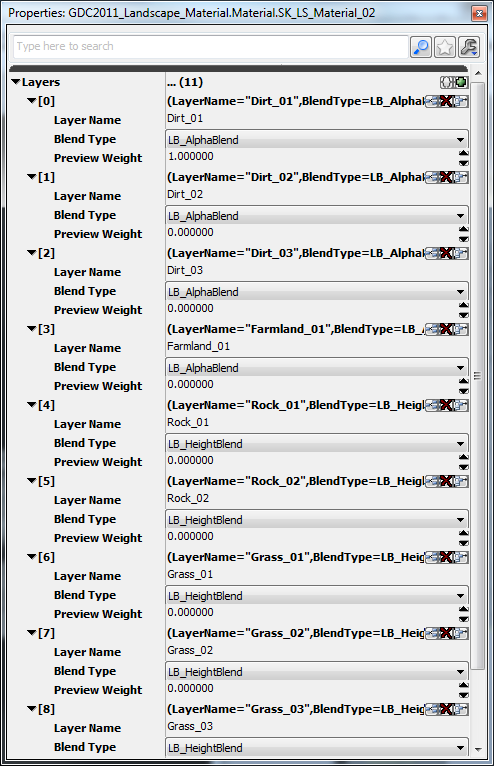 Properties: GDC2011_Landscape_Material.Material.SK_LS_Material_02
Type here to search
Layers ... (11)
[0] (LayerName="Dirt_01",BlendType=LB_Alpha
Layer Name Dirt_01
Blend Type LB_AlphaBlend
Preview Weight 1.000000
[1] (LayerName="Dirt_02",BlendType=LB_Alpha
Layer Name Dirt_02
Blend Type LB_AlphaBlend
Preview Weight 0.000000
[2] (LayerName="Dirt_03",BlendType=LB_Alpha
Layer Name Dirt_03
Blend Type LB_AlphaBlend
Preview Weight 0.000000
[3] (LayerName="Farmland_01",BlendType=LB_A
Layer Name Farmland_01
Blend Type LB_AlphaBlend
Preview Weight 0.000000
[4] (LayerName="Rock_01",BlendType=LB_Heig
Layer Name Rock_01
Blend Type LB_HeightBlend
Preview Weight 0.000000
[5] (LayerName="Rock_02",BlendType=LB_Heig
Layer Name Rock_02
Blend Type LB_HeightBlend
Preview Weight 0.000000
[6] (LayerName="Grass_01",BlendType=LB_Hei
Layer Name Grass_01
Blend Type LB_HeightBlend
Preview Weight 0.000000
[7] (LayerName="Grass_02",BlendType=LB_Hei
Layer Name Grass_02
Blend Type LB_HeightBlend
Preview Weight 0.000000
[8] (LayerName="Grass_03",BlendType=LB_Hei
Layer Name Grass_03
Blend Type LB_HeightBlend